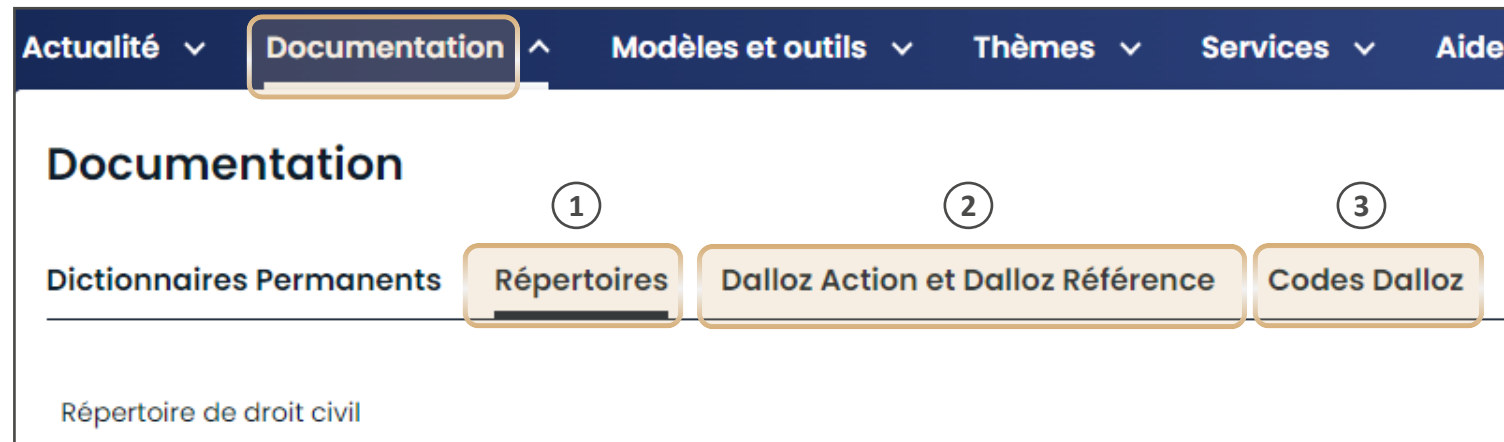 Actualité Documentation Modèles et outils Thèmes Services Aide
Documentation
1 2 3
Dictionnaires Permanents Répertoires Dalloz Action et Dalloz Référence Codes Dalloz
Répertoire de droit civil